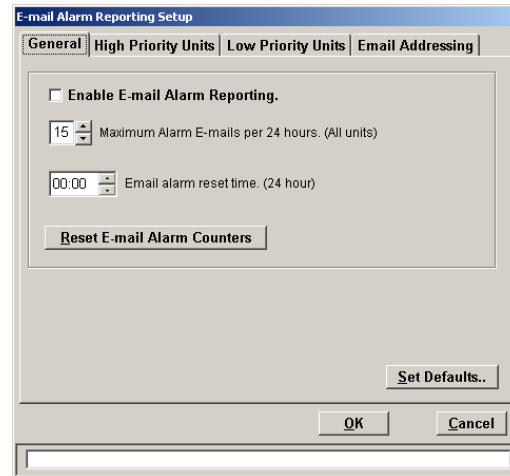 E-mail Alarm Reporting Setup
General High Priority Units Low Priority Units Email Addressing
Enable E-mail Alarm Reporting.
15 Maximum Alarm E-mails per 24 hours. (All units)
00:00 Email alarm reset time. (24 hour)
Reset E-mail Alarm Counters
Set Defaults..
OK Cancel